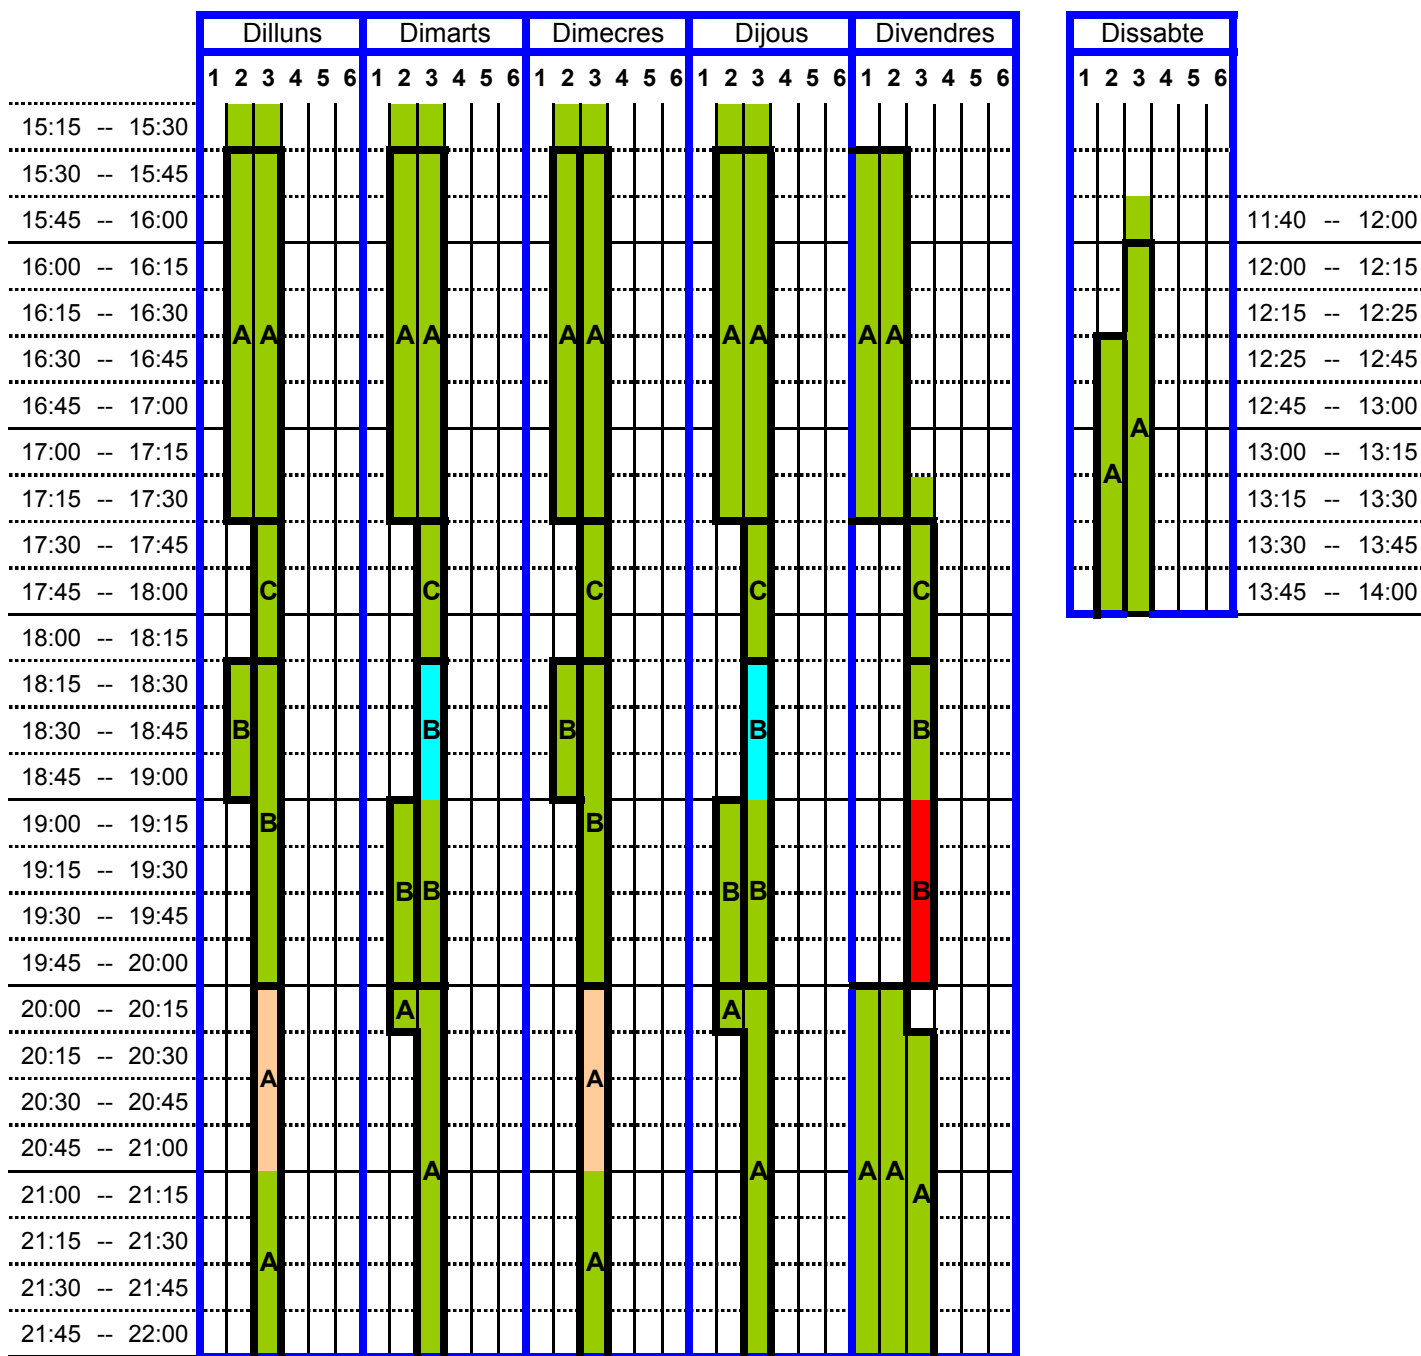 Dilluns Dimarts Dimecres Dijous Divendres Dissabte
1 2 3 4 5 6 1 2 3 4 5 6 1 2 3 4 5 6 1 2 3 4 5 6 1 2 3 4 5 6 1 2 3 4 5 6
15:15 -- 15:30
15:30 -- 15:45
15:45 -- 16:00 11:40 -- 12:00
16:00 -- 16:15 12:00 -- 12:15
16:15 -- 16:30 12:15 -- 12:25
A A A A A A A A A A
16:30 -- 16:45 12:25 -- 12:45
16:45 -- 17:00 12:45 -- 13:00
A
17:00 -- 17:15 13:00 -- 13:15
A
17:15 -- 17:30 13:15 -- 13:30
17:30 -- 17:45 13:30 -- 13:45
17:45 -- 18:00 C C C C C 13:45 -- 14:00
18:00 -- 18:15
18:15 -- 18:30
18:30 -- 18:45 B B B B B
18:45 -- 19:00
19:00 -- 19:15 B B
19:15 -- 19:30
B B B B B
19:30 -- 19:45
19:45 -- 20:00
20:00 -- 20:15 A A
20:15 -- 20:30
A A
20:30 -- 20:45
20:45 -- 21:00
A A A A
21:00 -- 21:15 A
21:15 -- 21:30
A A
21:30 -- 21:45
21:45 -- 22:00